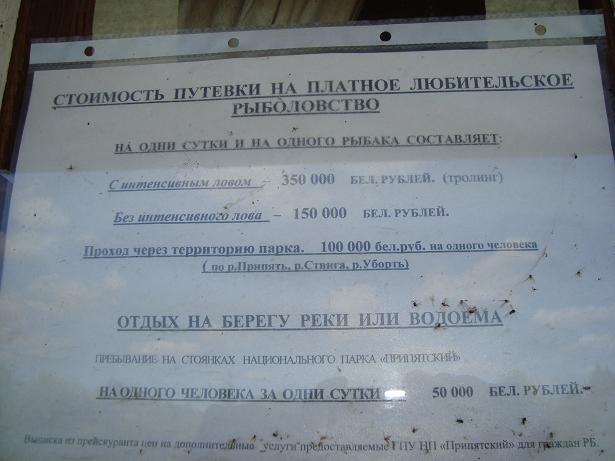 СТОИМОСТЬ ПУТЕВКИ НА ПЛАТНОЕ ЛЮБИТЕЛЬСКОЕ
РЫБОЛОВСТВО
НА ОДНИ СУТКИ И НА ОДНОГО РЫБАКА СОСТАВЛЯЕТ:
С интенсивным ловом – 350 000 БЕЛ. РУБЛЕЙ. (тролинг)
Без интенсивного лова – 150 000 БЕЛ. РУБЛЕЙ.
Проход через территорию парка. 100 000 бел.руб. на одного человека
( по р.Припять, р.Ствига, р.Уборть)
ОТДЫХ НА БЕРЕГУ РЕКИ ИЛИ ВОДОЕМА
ПРЕБЫВАНИЕ НА СТОЯНКАХ НАЦИОНАЛЬНОГО ПАРКА «ПРИПЯТСКИЙ»
НА ОДНОГО ЧЕЛОВЕКА ЗА ОДНИ СУТКИ 50 000 БЕЛ. РУБЛЕЙ.
Выписка из прейскуранта цен на дополнительные услуги предоставляемые ГПУ НП «Припятский» для граждан РБ.